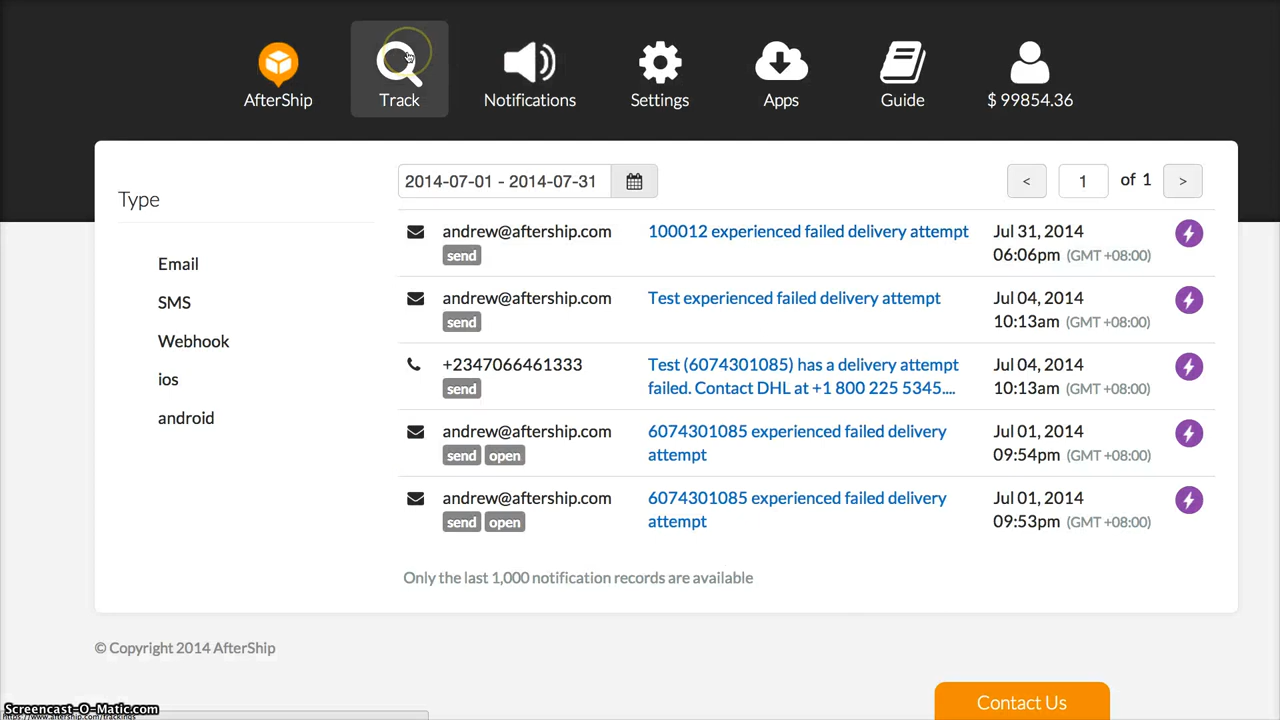 AfterShip
Track
Notifications
Settings
Apps
Guide
$ 99854.36
Type
Email
SMS
Webhook
ios
android
2014-07-01 - 2014-07-31
< 1 of 1 >
andrew@aftership.com
send
100012 experienced failed delivery attempt
Jul 31, 2014
06:06pm (GMT +08:00)
andrew@aftership.com
send
Test experienced failed delivery attempt
Jul 04, 2014
10:13am (GMT +08:00)
+2347066461333
send
Test (6074301085) has a delivery attempt
failed. Contact DHL at +1 800 225 5345....
Jul 04, 2014
10:13am (GMT +08:00)
andrew@aftership.com
send open
6074301085 experienced failed delivery
attempt
Jul 01, 2014
09:54pm (GMT +08:00)
andrew@aftership.com
send open
6074301085 experienced failed delivery
attempt
Jul 01, 2014
09:53pm (GMT +08:00)
Only the last 1,000 notification records are available
© Copyright 2014 AfterShip
Contact Us
Screencast-O-Matic.com
https://www.aftership.com/trackings